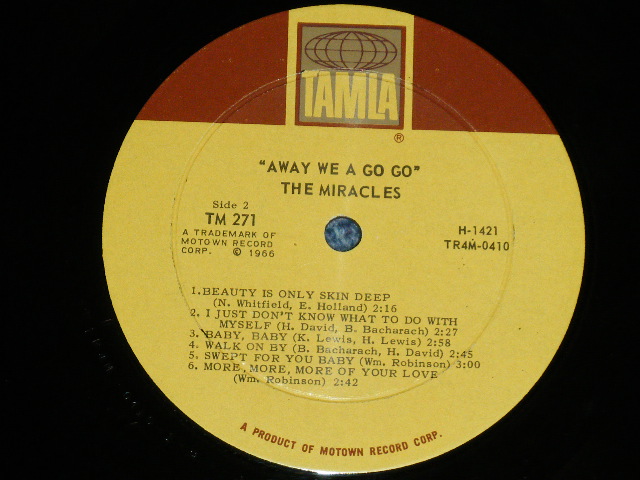 TAMLA
®
"AWAY WE A GO GO"
THE MIRACLES
Side 2
TM 271
A TRADEMARK OF
MOTOWN RECORD
CORP. © 1966
H-1421
TR4M-0410
1. BEAUTY IS ONLY SKIN DEEP
(N. Whitfield, E. Holland) 2:16
2. I JUST DON'T KNOW WHAT TO DO WITH
MYSELF (H. David, B. Bacharach) 2:27
3. BABY, BABY (K. Lewis, H. Lewis) 2:58
4. WALK ON BY (B. Bacharach, H. David) 2:45
5. SWEPT FOR YOU BABY (Wm. Robinson) 3:00
6. MORE, MORE, MORE OF YOUR LOVE
(Wm. Robinson) 2:42
A PRODUCT OF MOTOWN RECORD CORP.